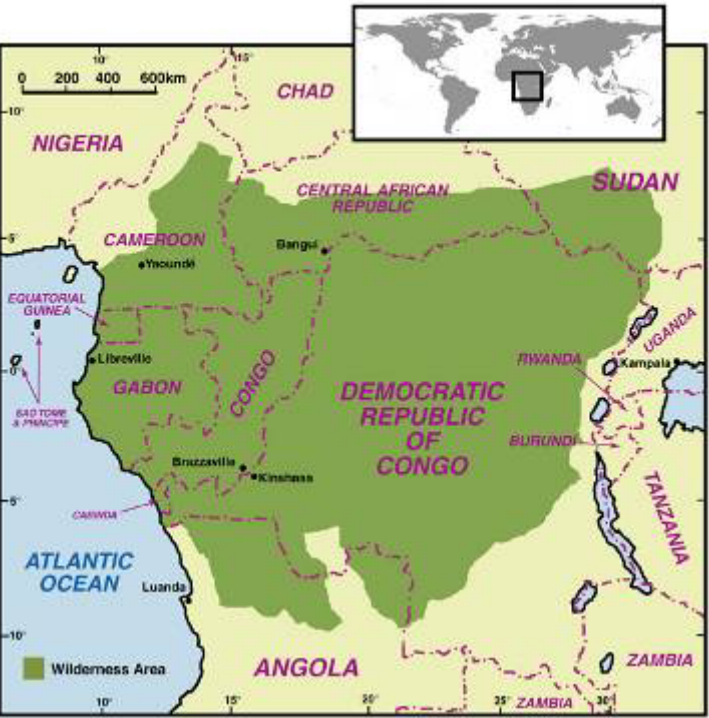 10°
15°
0 200 400 600km
CHAD
10°
NIGERIA
SUDAN
CENTRAL AFRICAN
REPUBLIC
5°
CAMEROON
Bangui
Yaoundé
EQUATORIAL
GUINEA
UGANDA
Libreville
RWANDA
Kampala
0°
GABON
CONGO
DEMOCRATIC
REPUBLIC
OF
CONGO
SAO TOME
& PRINCIPE
BURUNDI
Brazzaville
Kinshasa
TANZANIA
5°
CABINDA
ATLANTIC
OCEAN
Luanda
10°
Wilderness Area
ANGOLA
ZAMBIA
ZAMBIA
10°
15°
20°
25°
30°